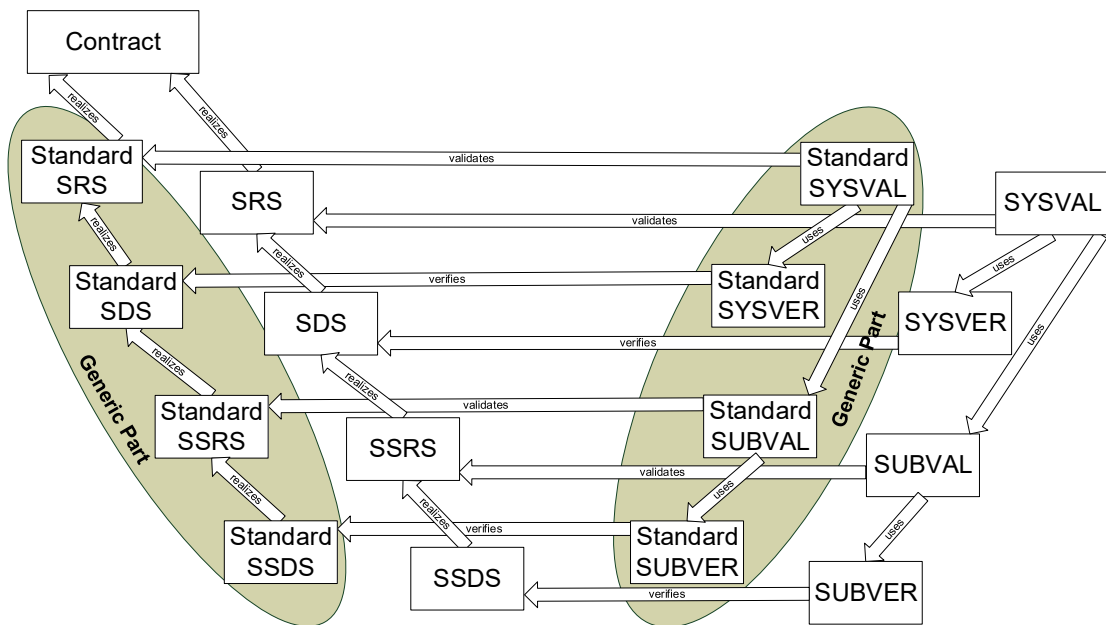 Contract
realizes
realizes
Standard
SRS
validates
Standard
SYSVAL
SRS
validates
SYSVAL
realizes
realizes
uses
uses
uses
uses
Standard
SDS
verifies
Standard
SYSVER
SDS
verifies
SYSVER
Generic Part
Generic Part
realizes
realizes
Standard
SSRS
validates
Standard
SUBVAL
SSRS
validates
SUBVAL
realizes
realizes
uses
uses
Standard
SSDS
verifies
Standard
SUBVER
SSDS
verifies
SUBVER